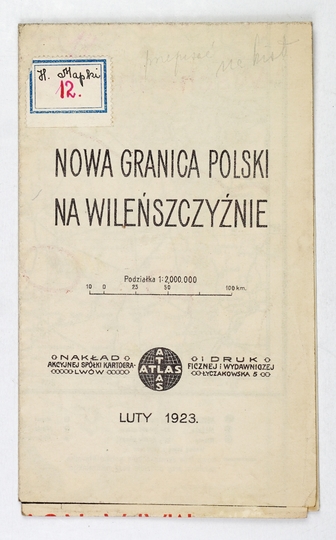 H. Mapki
12.
NOWA GRANICA POLSKI
NA WILEŃSZCZYŹNIE
Podziałka 1:2,000,000
10 0 25 50 100 km.
NAKŁAD I DRUK
AKCYJNEJ SPÓŁKI KARTOGRA- FICZNEJ I WYDAWNICZEJ
LWÓW ŁYCZAKOWSKA 5
ATLAS
ATLAS
LUTY 1923.